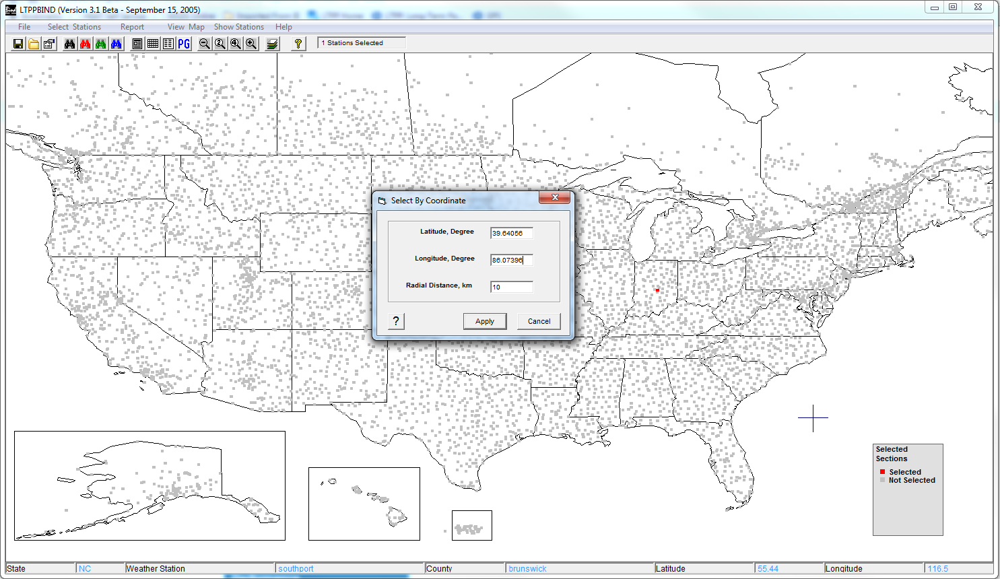 LTPPBIND (Version 3.1 Beta - September 15, 2005)
File Select Stations Report View Map Show Stations Help
PG 2 4 ? 1 Stations Selected
Select By Coordinate
Latitude, Degree 39.64056
Longitude, Degree 86.07396
Radial Distance, km 10
? Apply Cancel
Selected
Sections
Selected
Not Selected
State NC Weather Station southport County brunswick Latitude 55.44 Longitude 116.5